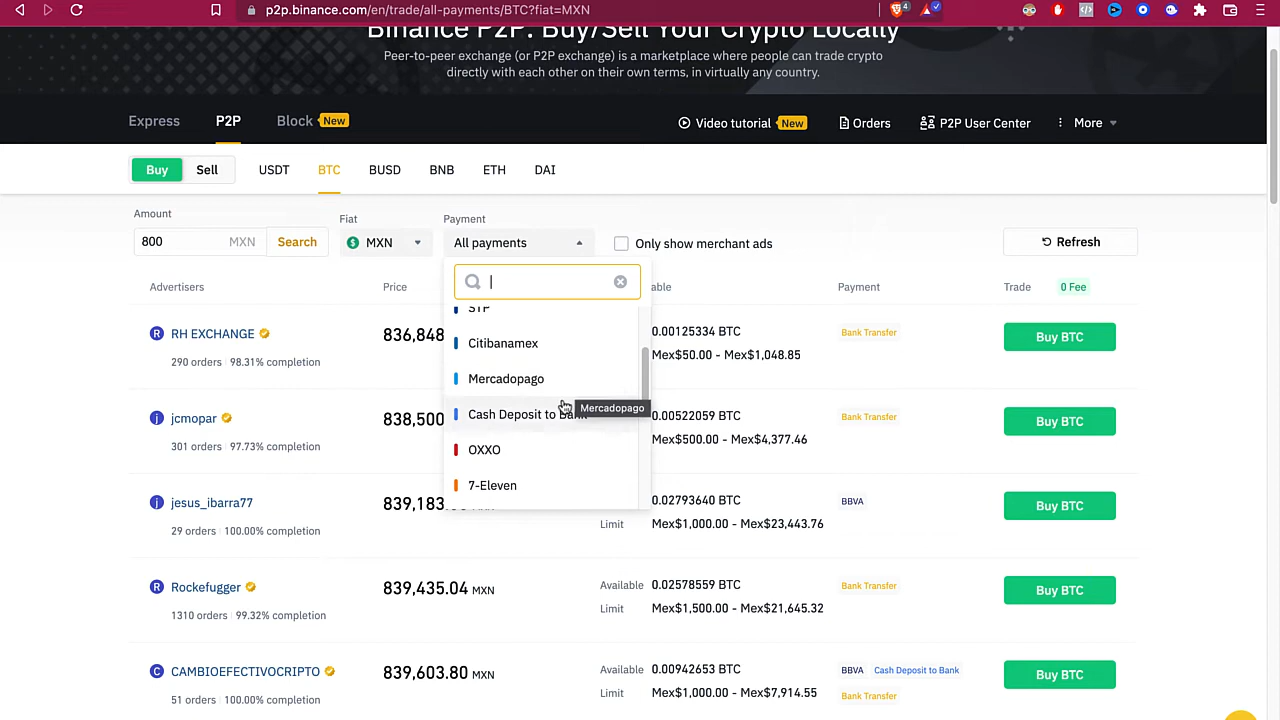 p2p.binance.com/en/trade/all-payments/BTC?fiat=MXN
4
Binance P2P: Buy/Sell Your Crypto Locally
Peer-to-peer exchange (or P2P exchange) is a marketplace where people can trade crypto
directly with each other on their own terms, in virtually any country.
Express P2P Block New Video tutorial New Orders P2P User Center More
Buy Sell USDT BTC BUSD BNB ETH DAI
Amount Fiat Payment
800 MXN Search MXN All payments Only show merchant ads Refresh
Advertisers Price able Payment Trade 0 Fee
STP
Citibanamex
Mercadopago
Cash Deposit to Bank
Mercadopago
OXXO
7-Eleven
R RH EXCHANGE 836,848 0.00125334 BTC Bank Transfer Buy BTC
290 orders 98.31% completion Mex$50.00 - Mex$1,048.85
j jcmopar 838,500 0.00522059 BTC Bank Transfer Buy BTC
301 orders 97.73% completion Mex$500.00 - Mex$4,377.46
j jesus_ibarra77 839,183. 0.02793640 BTC BBVA Buy BTC
29 orders 100.00% completion Limit Mex$1,000.00 - Mex$23,443.76
R Rockefugger 839,435.04 MXN Available 0.02578559 BTC Bank Transfer Buy BTC
1310 orders 99.32% completion Limit Mex$1,500.00 - Mex$21,645.32
C CAMBIOEFECTIVOCRIPTO 839,603.80 MXN Available 0.00942653 BTC BBVA Cash Deposit to Bank Buy BTC
51 orders 100.00% completion Limit Mex$1,000.00 - Mex$7,914.55 Bank Transfer